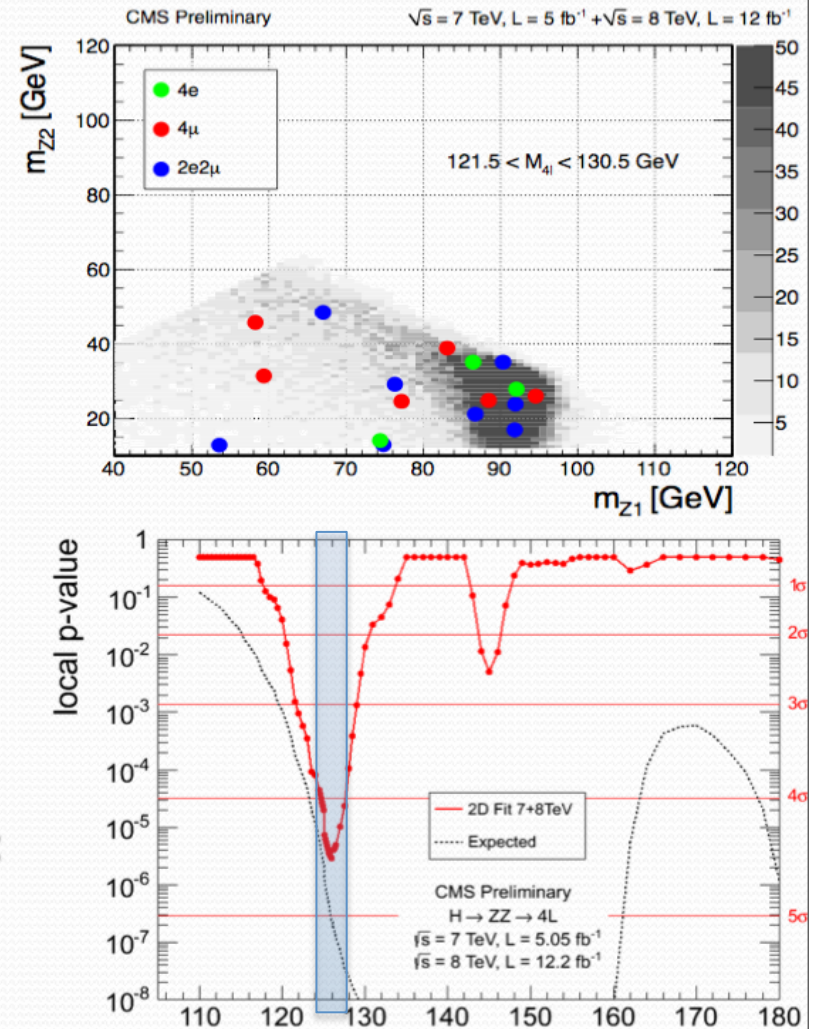 CMS Preliminary √s = 7 TeV, L = 5 fb⁻¹ +√s = 8 TeV, L = 12 fb⁻¹
m_Z2 [GeV]
120
100
80
60
40
20
4e
4μ
2e2μ
121.5 < M_4l < 130.5 GeV
50
45
40
35
30
25
20
15
10
5
40 50 60 70 80 90 100 110 120
m_Z1 [GeV]
local p-value
1
10⁻¹
10⁻²
10⁻³
10⁻⁴
10⁻⁵
10⁻⁶
10⁻⁷
10⁻⁸
1σ
2σ
3σ
4σ
5σ
2D Fit 7+8TeV
Expected
CMS Preliminary
H → ZZ → 4L
√s = 7 TeV, L = 5.05 fb⁻¹
√s = 8 TeV, L = 12.2 fb⁻¹
110 120 130 140 150 160 170 180